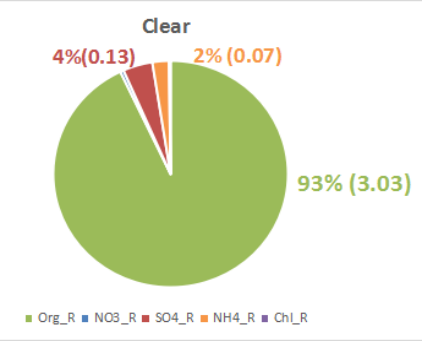 Clear
4%(0.13)
2% (0.07)
93% (3.03)
Org_R NO3_R SO4_R NH4_R Chl_R